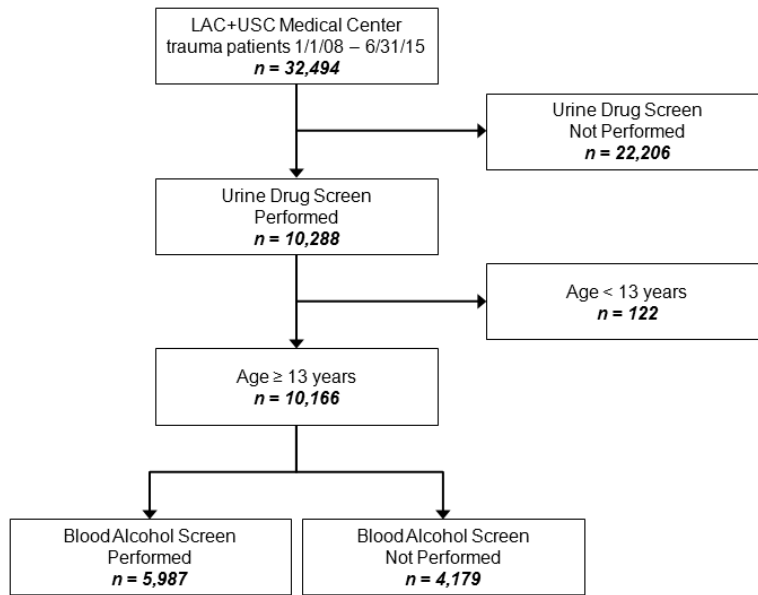 LAC+USC Medical Center
trauma patients 1/1/08 – 6/31/15
n = 32,494
Urine Drug Screen
Not Performed
n = 22,206
Urine Drug Screen
Performed
n = 10,288
Age < 13 years
n = 122
Age ≥ 13 years
n = 10,166
Blood Alcohol Screen
Performed
n = 5,987
Blood Alcohol Screen
Not Performed
n = 4,179